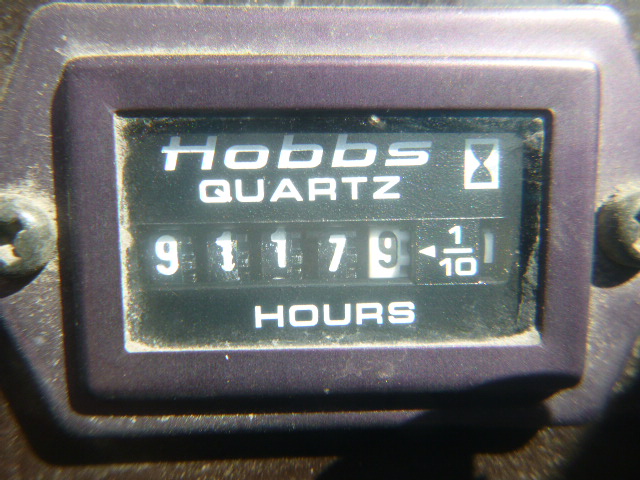 Hobbs
QUARTZ
91179 ◄ 1/10
HOURS